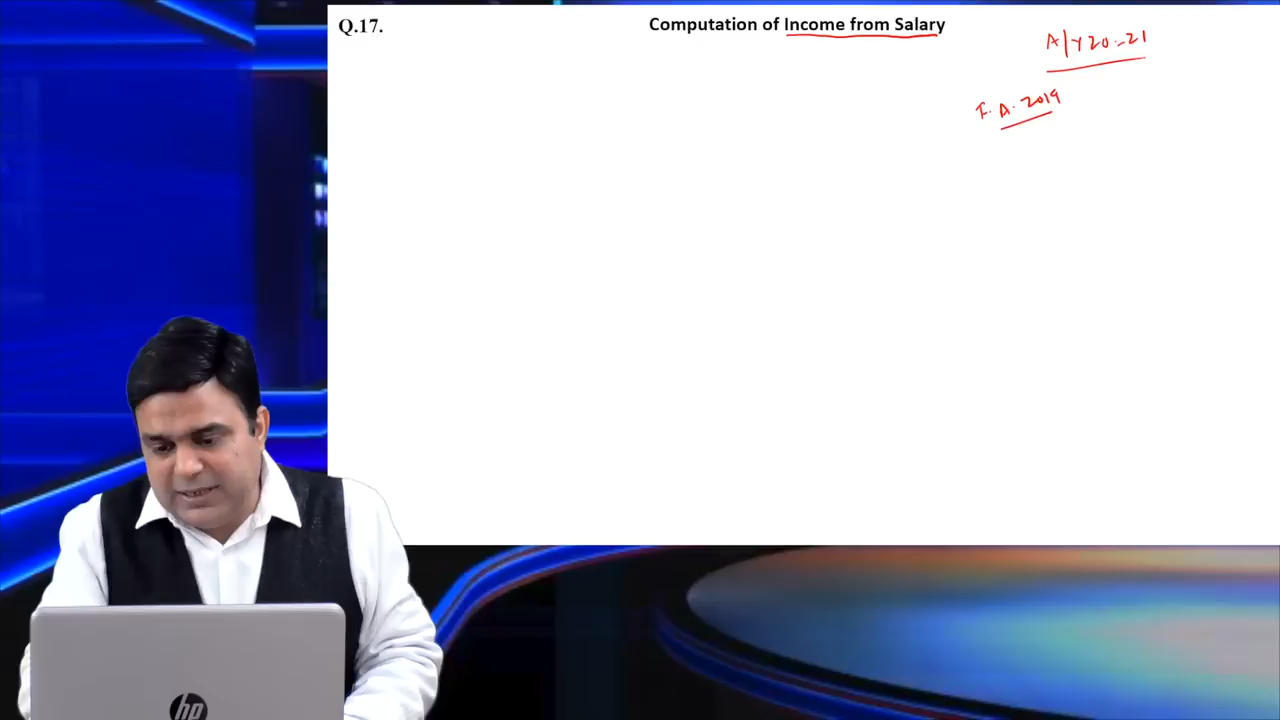 Q.17.
Computation of Income from Salary
A/Y 20-21
F.A. 2019
hp